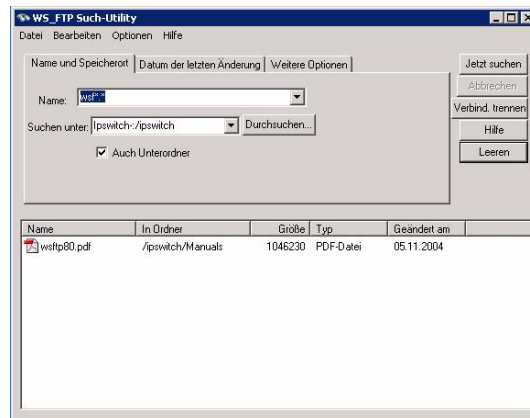 WS_FTP Such-Utility
Datei Bearbeiten Optionen Hilfe
Name und Speicherort Datum der letzten Änderung Weitere Optionen
Name: wsf*.*
Suchen unter: Ipswitch-:/ipswitch Durchsuchen...
Auch Unterordner
Jetzt suchen
Abbrechen
Verbind. trennen
Hilfe
Leeren
Name In Ordner Größe Typ Geändert am
wsftp80.pdf /ipswitch/Manuals 1046230 PDF-Datei 05.11.2004